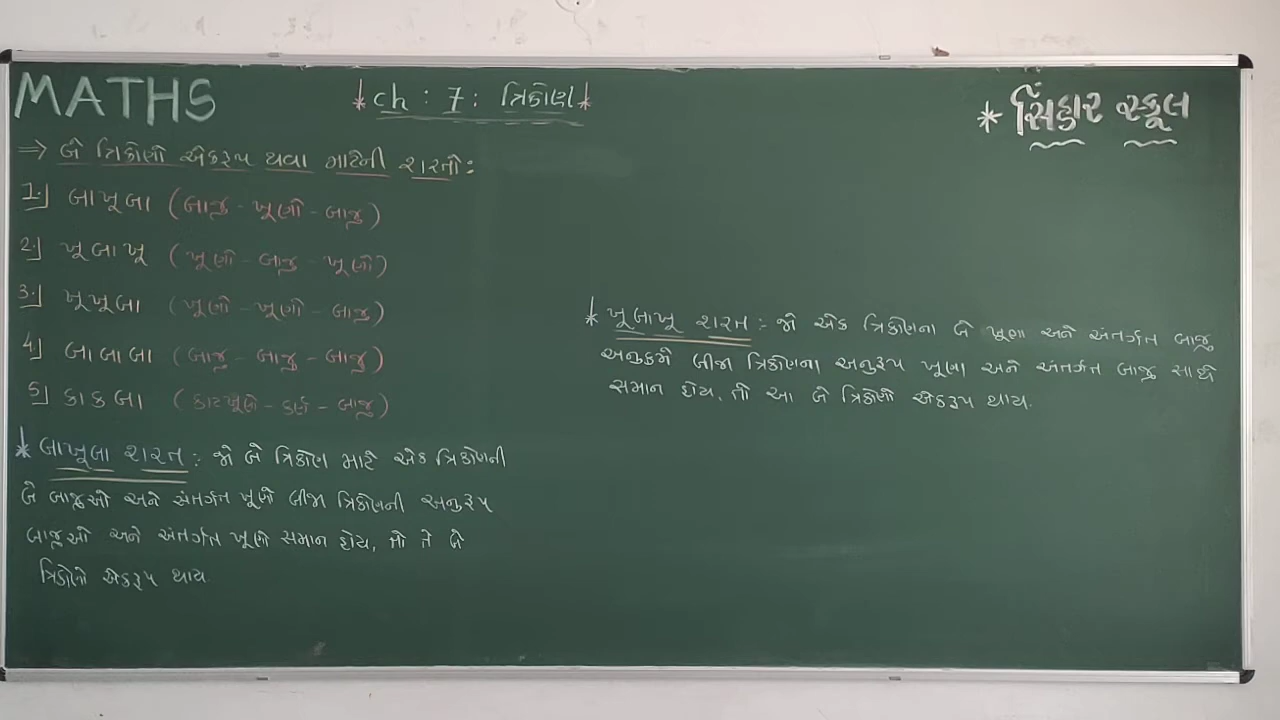 MATHS
ch : 7 : ત્રિકોણ
* સિંહાર સ્કૂલ
⇒ બે ત્રિકોણો એકરૂપ થવા માટેની શરતો :
1.] બાખૂબા (બાજુ - ખૂણો - બાજુ)
2.] ખૂબાખૂ (ખૂણો - બાજુ - ખૂણો)
3.] ખૂખૂબા (ખૂણો - ખૂણો - બાજુ)
4.] બાબાબા (બાજુ - બાજુ - બાજુ)
5] કાકબા (કાટખૂણો - કર્ણ - બાજુ)
* બાખૂબા શરત :- જો બે ત્રિકોણ માટે એક ત્રિકોણની
બે બાજુઓ અને અંતર્ગત ખૂણો બીજા ત્રિકોણની અનુરૂપ
બાજુઓ અને અંતર્ગત ખૂણો સમાન હોય, તો તે બે
ત્રિકોણો એકરૂપ થાય
* ખૂબાખૂ શરત :- જો એક ત્રિકોણના બે ખૂણા અને અંતર્ગત બાજુ
અનુક્રમે બીજા ત્રિકોણના અનુરૂપ ખૂણા અને અંતર્ગત બાજુ સાથે
સમાન હોય, તો આ બે ત્રિકોણો એકરૂપ થાય.